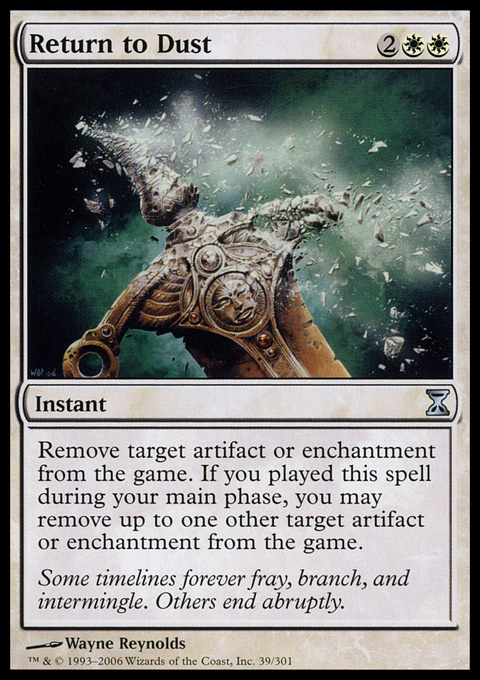 Return to Dust 2
WAP·06
Instant
Remove target artifact or enchantment
from the game. If you played this spell
during your main phase, you may
remove up to one other target artifact
or enchantment from the game.
Some timelines forever fray, branch, and
intermingle. Others end abruptly.
Wayne Reynolds
™ & © 1993–2006 Wizards of the Coast, Inc. 39/301